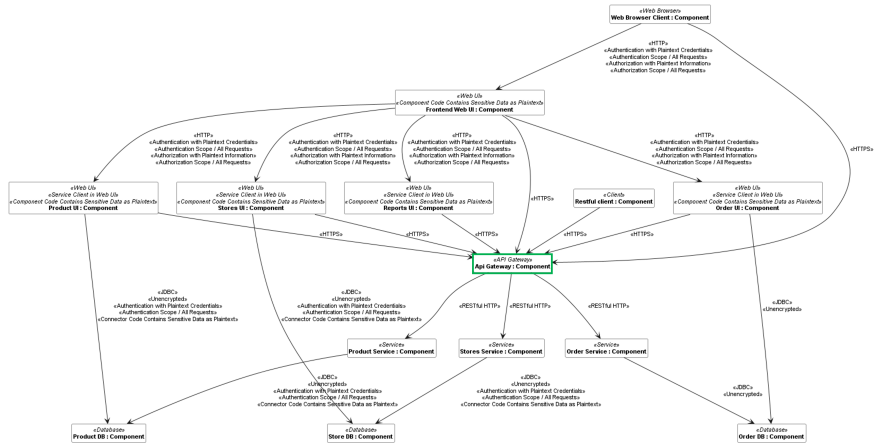 «Web Browser»
Web Browser Client : Component
«HTTP»
«Authentication with Plaintext Credentials»
«Authentication Scope / All Requests»
«Authorization with Plaintext Information»
«Authorization Scope / All Requests»
«Web UI»
«Component Code Contains Sensitive Data as Plaintext»
Frontend Web UI : Component
«HTTP»
«Authentication with Plaintext Credentials»
«Authentication Scope / All Requests»
«Authorization with Plaintext Information»
«Authorization Scope / All Requests»
«HTTP»
«Authentication with Plaintext Credentials»
«Authentication Scope / All Requests»
«Authorization with Plaintext Information»
«Authorization Scope / All Requests»
«HTTP»
«Authentication with Plaintext Credentials»
«Authentication Scope / All Requests»
«Authorization with Plaintext Information»
«Authorization Scope / All Requests»
«HTTP»
«Authentication with Plaintext Credentials»
«Authentication Scope / All Requests»
«Authorization with Plaintext Information»
«Authorization Scope / All Requests»
«HTTPS»
«Web UI»
«Service Client in Web UI»
«Component Code Contains Sensitive Data as Plaintext»
Product UI : Component
«Web UI»
«Service Client in Web UI»
«Component Code Contains Sensitive Data as Plaintext»
Stores UI : Component
«Web UI»
«Service Client in Web UI»
«Component Code Contains Sensitive Data as Plaintext»
Reports UI : Component
«HTTPS»
«Client»
Restful client : Component
«Web UI»
«Service Client in Web UI»
«Component Code Contains Sensitive Data as Plaintext»
Order UI : Component
«HTTPS»
«HTTPS»
«HTTPS»
«HTTPS»
«HTTPS»
«API Gateway»
Api Gateway : Component
«JDBC»
«Unencrypted»
«Authentication with Plaintext Credentials»
«Authentication Scope / All Requests»
«Connector Code Contains Sensitive Data as Plaintext»
«JDBC»
«Unencrypted»
«Authentication with Plaintext Credentials»
«Authentication Scope / All Requests»
«Connector Code Contains Sensitive Data as Plaintext»
«RESTful HTTP»
«RESTful HTTP»
«RESTful HTTP»
«JDBC»
«Unencrypted»
«Service»
Product Service : Component
«Service»
Stores Service : Component
«Service»
Order Service : Component
«JDBC»
«Unencrypted»
«Authentication with Plaintext Credentials»
«Authentication Scope / All Requests»
«Connector Code Contains Sensitive Data as Plaintext»
«JDBC»
«Unencrypted»
«Authentication with Plaintext Credentials»
«Authentication Scope / All Requests»
«Connector Code Contains Sensitive Data as Plaintext»
«JDBC»
«Unencrypted»
«Database»
Product DB : Component
«Database»
Store DB : Component
«Database»
Order DB : Component